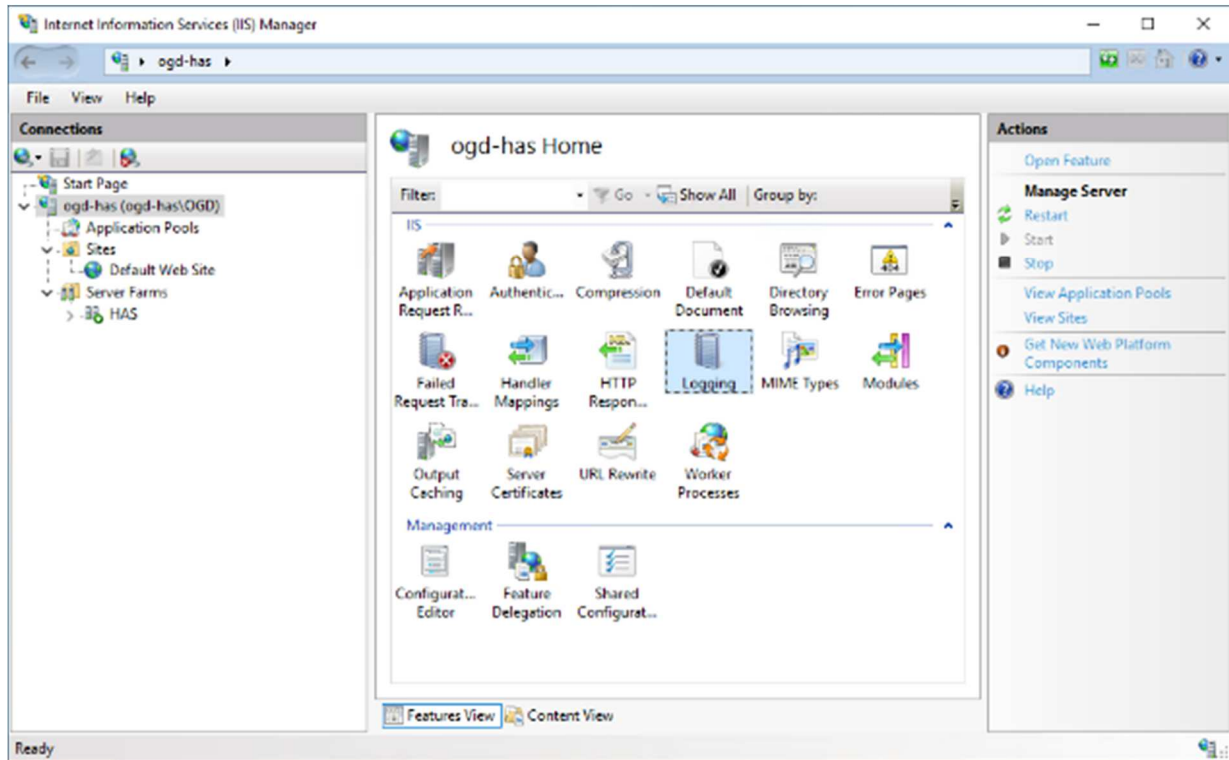 Internet Information Services (IIS) Manager
ogd-has
File View Help
Connections
Start Page
ogd-has (ogd-has\OGD)
Application Pools
Sites
Default Web Site
Server Farms
HAS
ogd-has Home
Filter: Go Show All Group by:
IIS
Application Authentic... Compression Default Directory Error Pages
Request R... Document Browsing
Failed Handler HTTP Logging MIME Types Modules
Request Tra... Mappings Respon...
Output Server URL Rewrite Worker
Caching Certificates Processes
Management
Configurat... Feature Shared
Editor Delegation Configurat...
Features View Content View
Actions
Open Feature
Manage Server
Restart
Start
Stop
View Application Pools
View Sites
Get New Web Platform
Components
Help
Ready